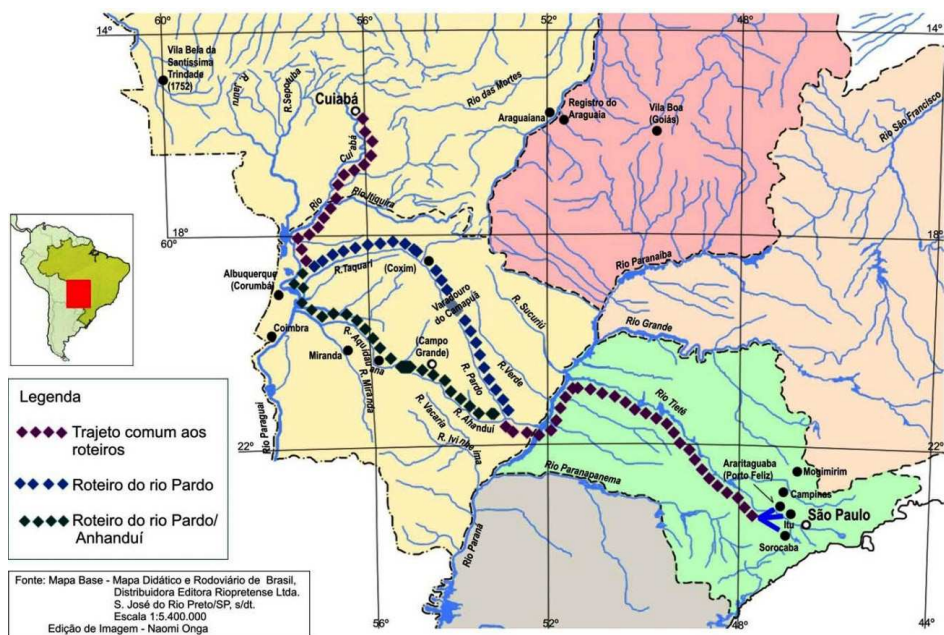 60°
56
52
48
14°
14°
Vila Bela da
Santíssima
Trindade
(1752)
R. Jauru
R.Sepotuba
Cuiabá
Rio das Mortes
Araguaiana
Registro do
Araguaia
Vila Boa
(Goiás)
Rio São Francisco
Rio Cuiabá
Rio Itiquira
18°
60°
18°
Albuquerque
(Corumbá)
R.Taquari
(Coxim)
Varadouro
do Camapuã
R. Sucuriú
Rio Paranaíba
Coimbra
Miranda
R. Aquidauana
R. Miranda
(Campo
Grande)
R. Pardo
R.Verde
Rio Grande
Rio Tietê
R. Vacaria
R. Anhanduí
R. Ivinheima
Rio Paraguai
22°
22°
Rio Paranapanema
Rio Paraná
Araritaguaba
(Porto Feliz)
Mogimirim
Campinas
São Paulo
Itu
Sorocaba
56
52
48
44°
Legenda
Trajeto comum aos
roteiros
Roteiro do rio Pardo
Roteiro do rio Pardo/
Anhanduí
Fonte: Mapa Base - Mapa Didático e Rodoviário de Brasil,
Distribuidora Editora Riopretense Ltda.
S. José do Rio Preto/SP, s/dt.
Escala 1:5.400.000
Edição de Imagem - Naomi Onga